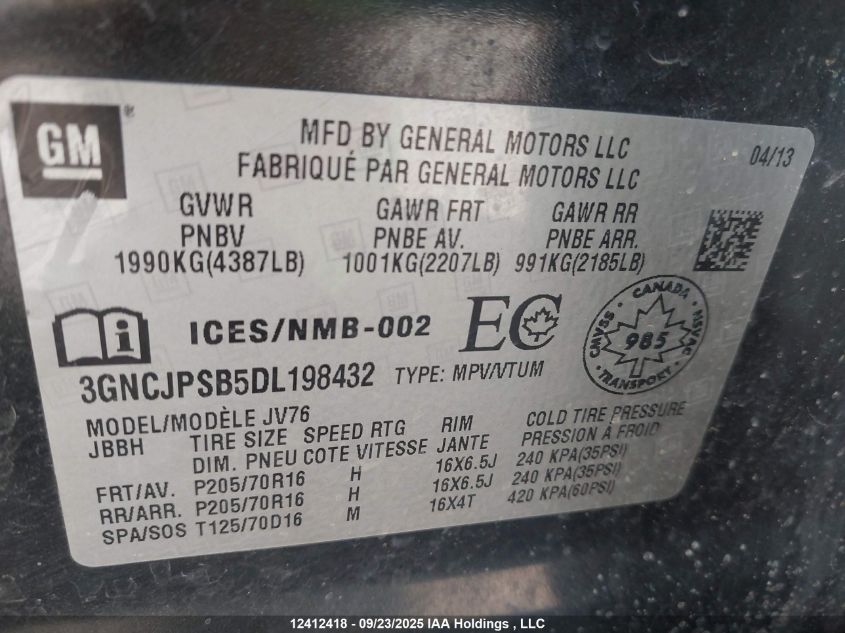 GM®
MFD BY GENERAL MOTORS LLC
FABRIQUÉ PAR GENERAL MOTORS LLC
04/13
GVWR GAWR FRT GAWR RR
PNBV PNBE AV. PNBE ARR.
1990KG(4387LB) 1001KG(2207LB) 991KG(2185LB)
i ICES/NMB-002 EC
CANADA
CMVSS 985 NSVAC
TRANSPORT
3GNCJPSB5DL198432 TYPE: MPV/VTUM
MODEL/MODÈLE JV76
JBBH TIRE SIZE SPEED RTG RIM COLD TIRE PRESSURE
DIM. PNEU COTE VITESSE JANTE PRESSION À FROID
FRT/AV. P205/70R16 H 16X6.5J 240 KPA(35PSI)
RR/ARR. P205/70R16 H 16X6.5J 240 KPA(35PSI)
SPA/SOS T125/70D16 M 16X4T 420 KPA(60PSI)
12412418 - 09/23/2025 IAA Holdings , LLC